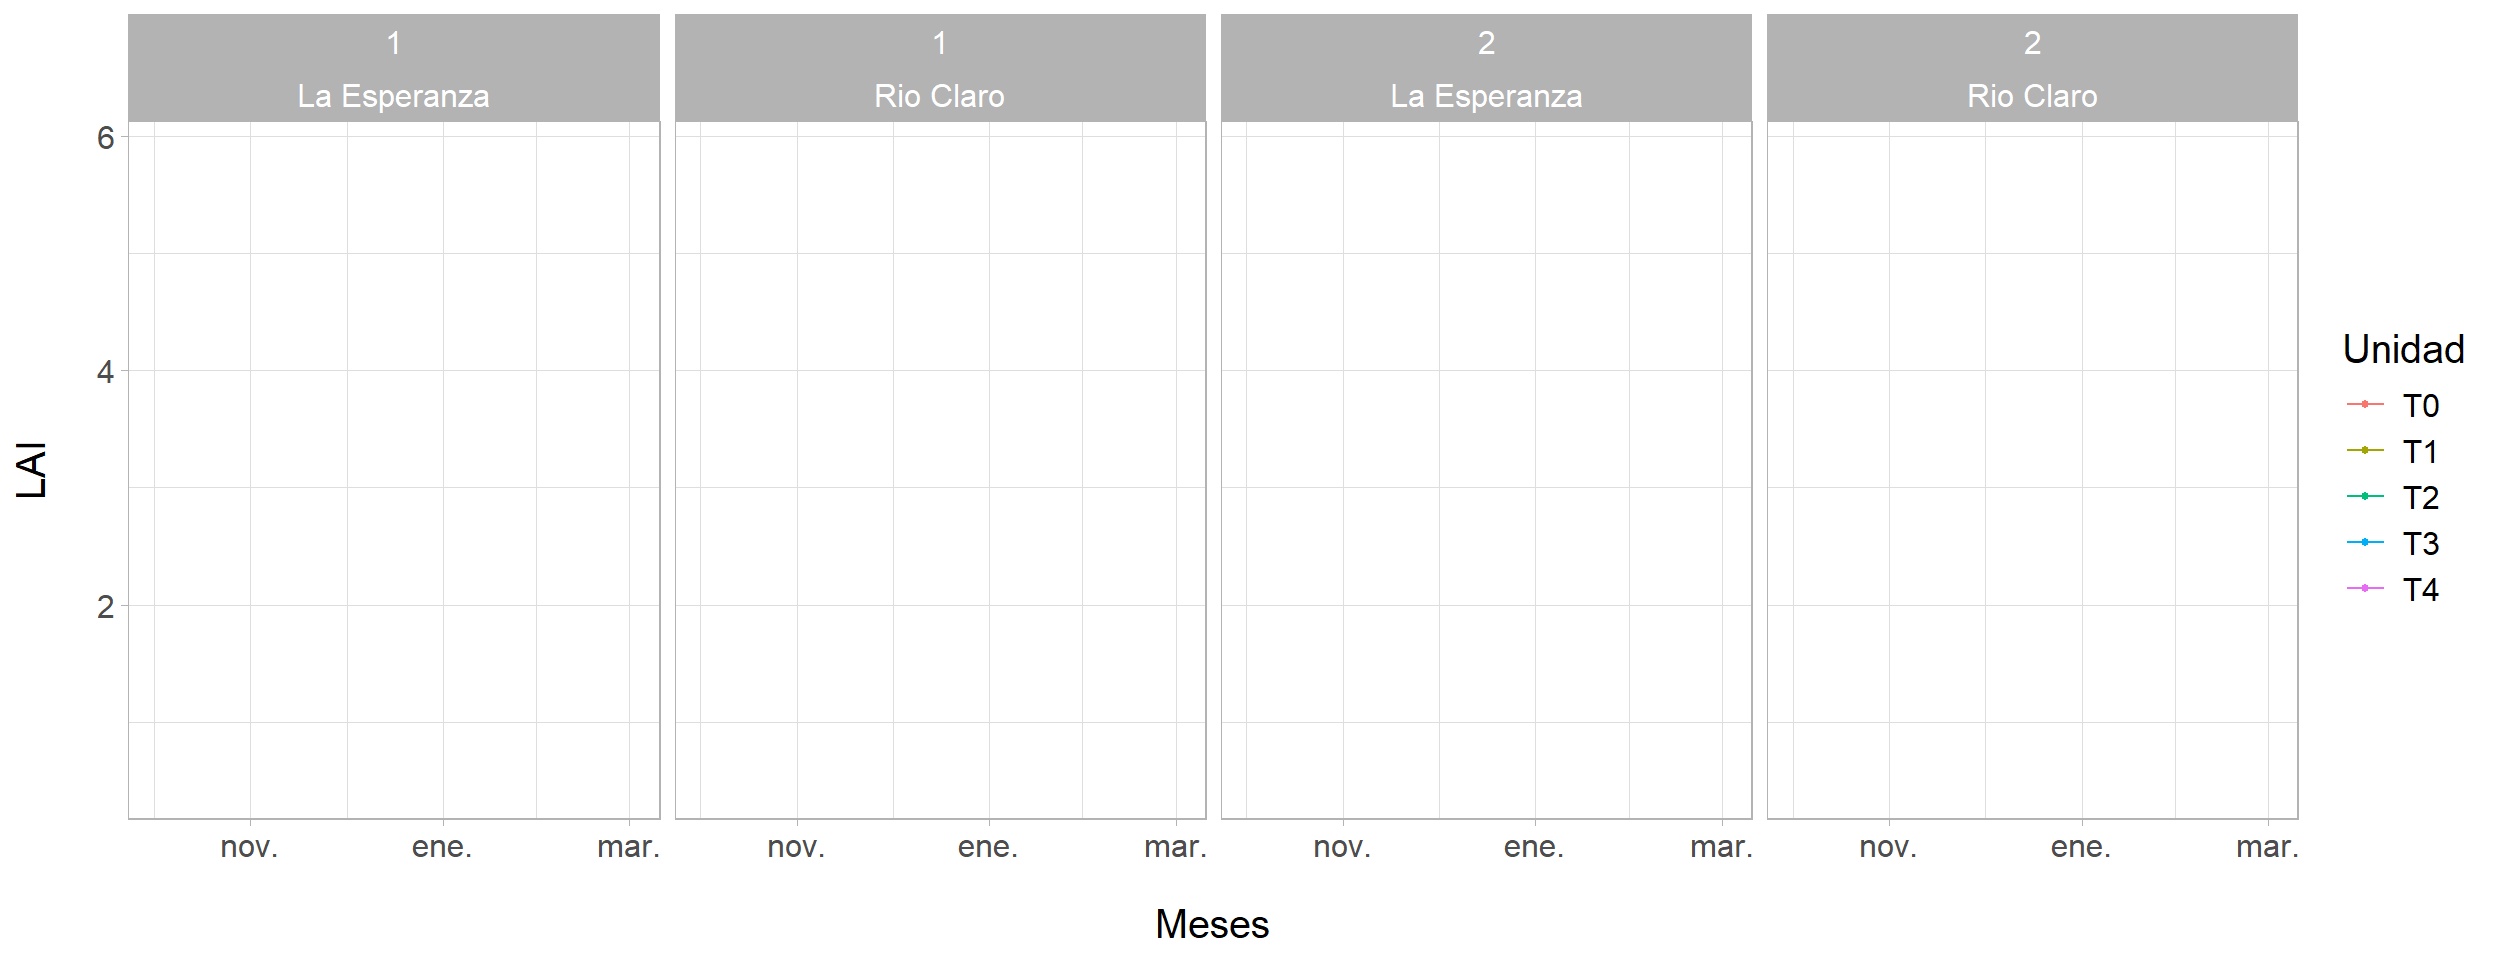 1 1 2 2
La Esperanza Rio Claro La Esperanza Rio Claro
6
4
2
LAI
nov. ene. mar. nov. ene. mar. nov. ene. mar. nov. ene. mar.
Meses
Unidad
T0
T1
T2
T3
T4